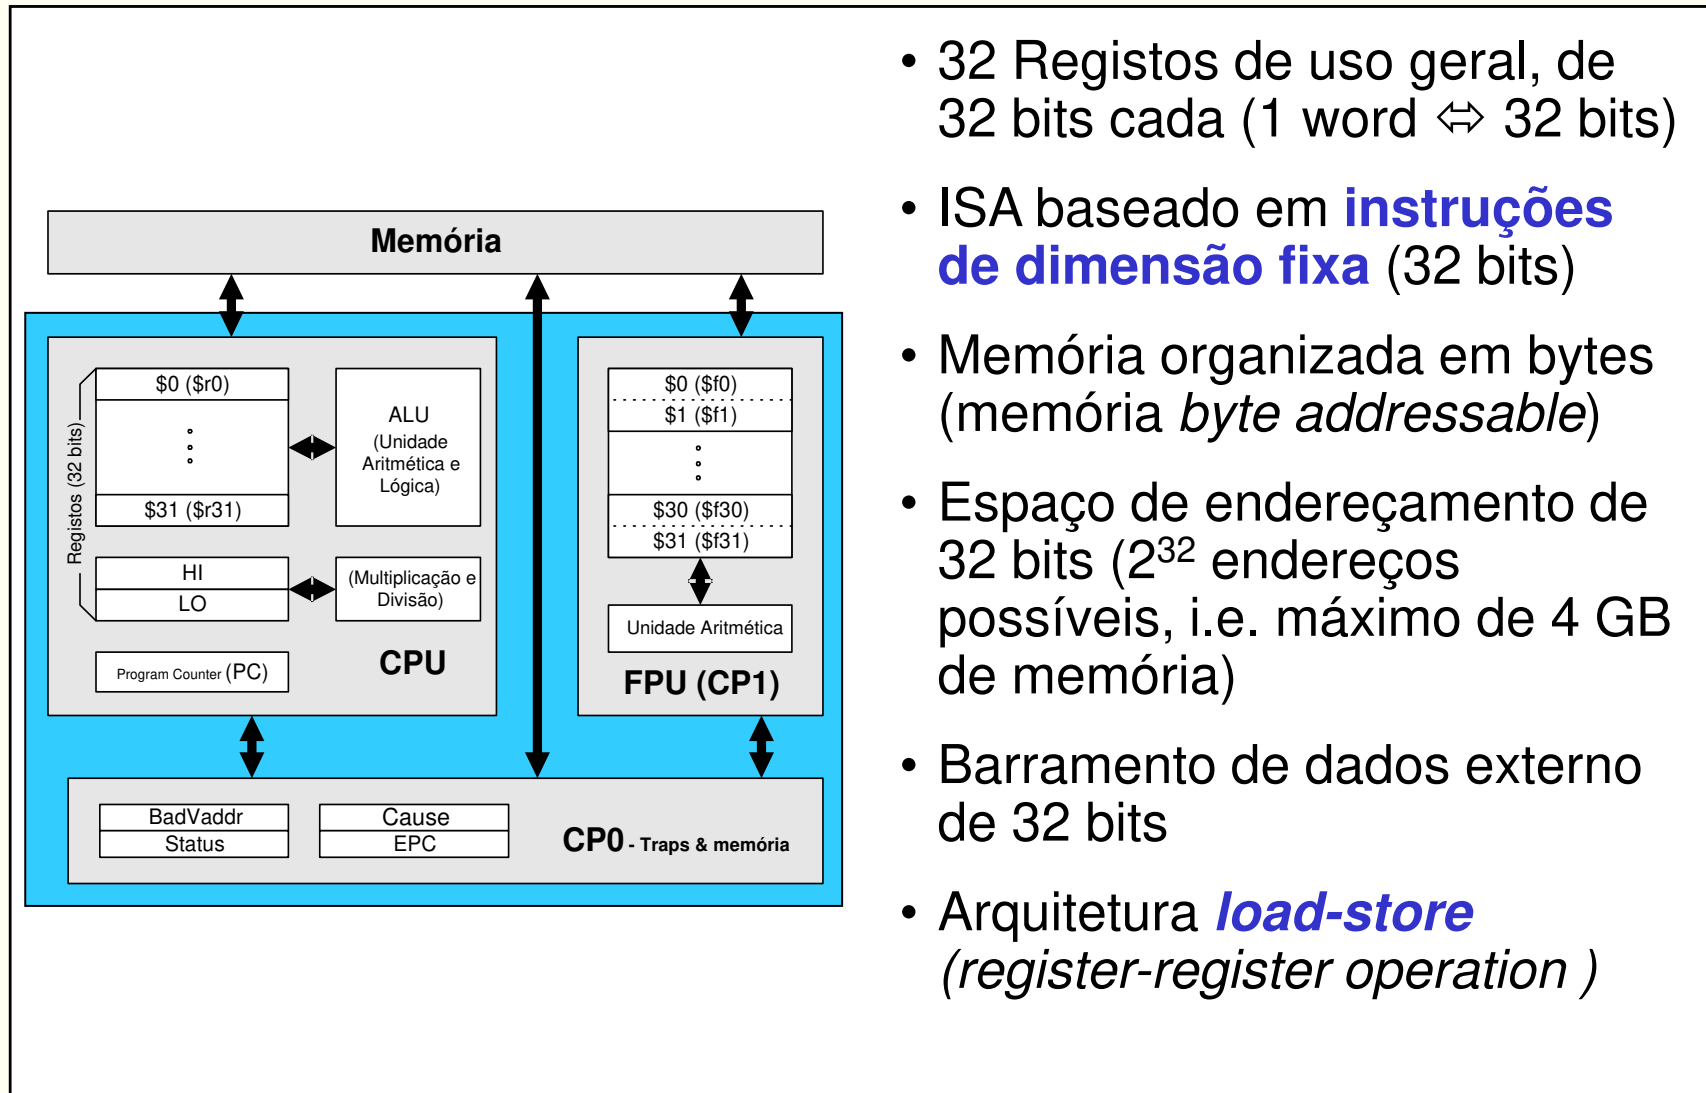 Memória
Registos (32 bits)
$0 ($r0)
$31 ($r31)
ALU
(Unidade
Aritmética e
Lógica)
HI
LO
(Multiplicação e
Divisão)
Program Counter (PC)
CPU
$0 ($f0)
$1 ($f1)
$30 ($f30)
$31 ($f31)
Unidade Aritmética
FPU (CP1)
BadVaddr
Status
Cause
EPC
CP0 - Traps & memória
• 32 Registos de uso geral, de
32 bits cada (1 word ⬄ 32 bits)
• ISA baseado em instruções
de dimensão fixa (32 bits)
• Memória organizada em bytes
(memória byte addressable)
• Espaço de endereçamento de
32 bits (2³² endereços
possíveis, i.e. máximo de 4 GB
de memória)
• Barramento de dados externo
de 32 bits
• Arquitetura load-store
(register-register operation )